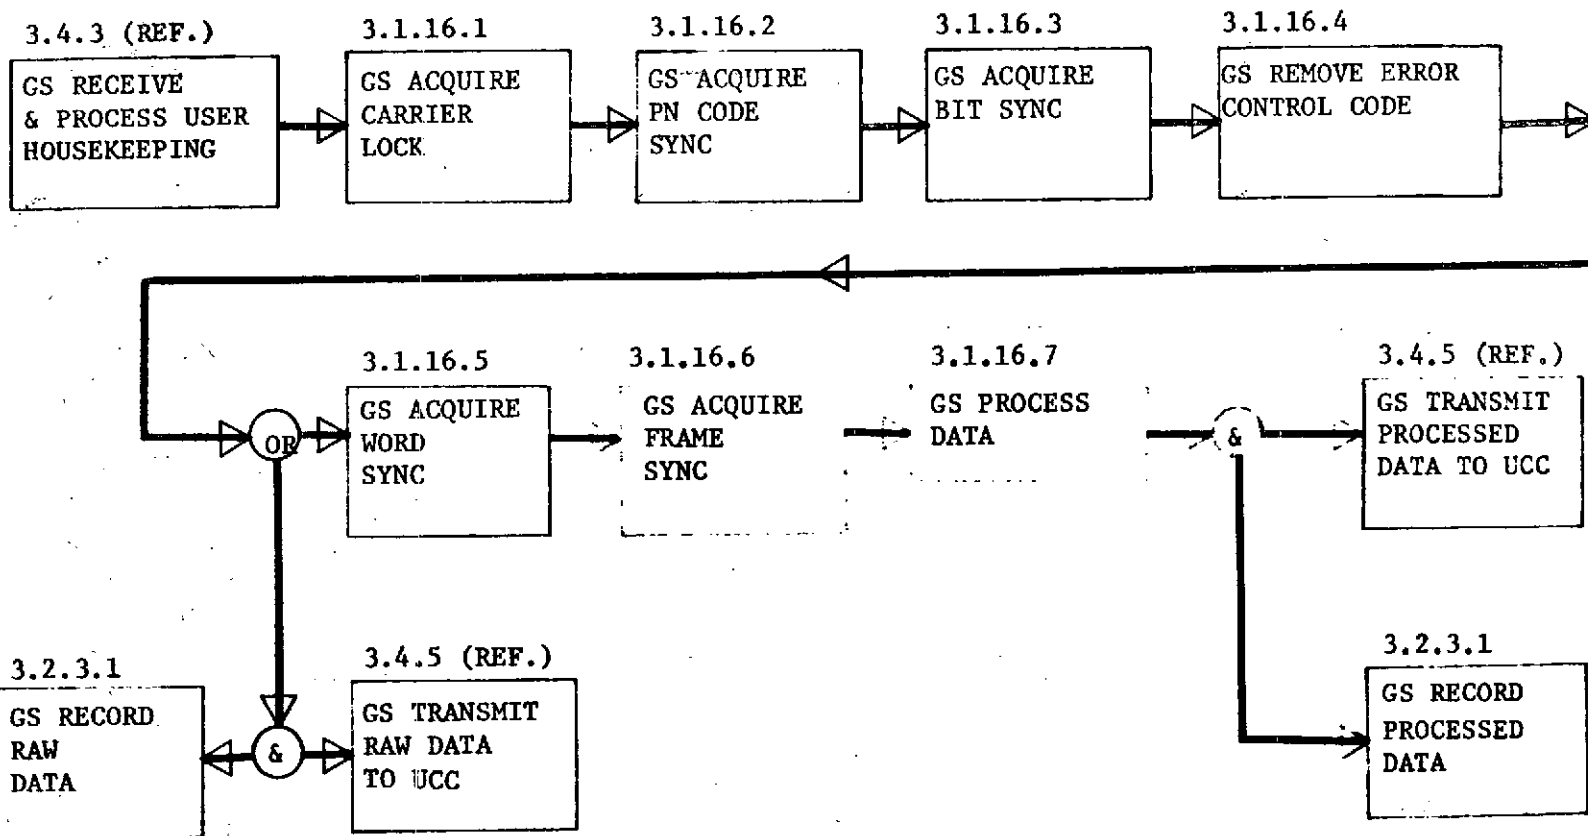 3.4.3 (REF.)
GS RECEIVE
& PROCESS USER
HOUSEKEEPING
3.1.16.1
GS ACQUIRE
CARRIER
LOCK
3.1.16.2
GS ACQUIRE
PN CODE
SYNC
3.1.16.3
GS ACQUIRE
BIT SYNC
3.1.16.4
GS REMOVE ERROR
CONTROL CODE
OR
3.1.16.5
GS ACQUIRE
WORD
SYNC
3.1.16.6
GS ACQUIRE
FRAME
SYNC
3.1.16.7
GS PROCESS
DATA
&
3.4.5 (REF.)
GS TRANSMIT
PROCESSED
DATA TO UCC
3.2.3.1
GS RECORD
RAW
DATA
&
3.4.5 (REF.)
GS TRANSMIT
RAW DATA
TO UCC
3.2.3.1
GS RECORD
PROCESSED
DATA